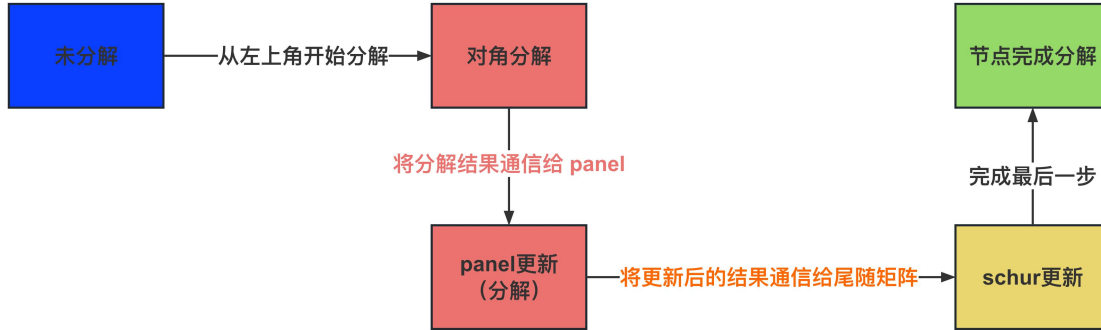 未分解
从左上角开始分解
对角分解
将分解结果通信给 panel
panel更新
（分解）
将更新后的结果通信给尾随矩阵
schur更新
完成最后一步
节点完成分解